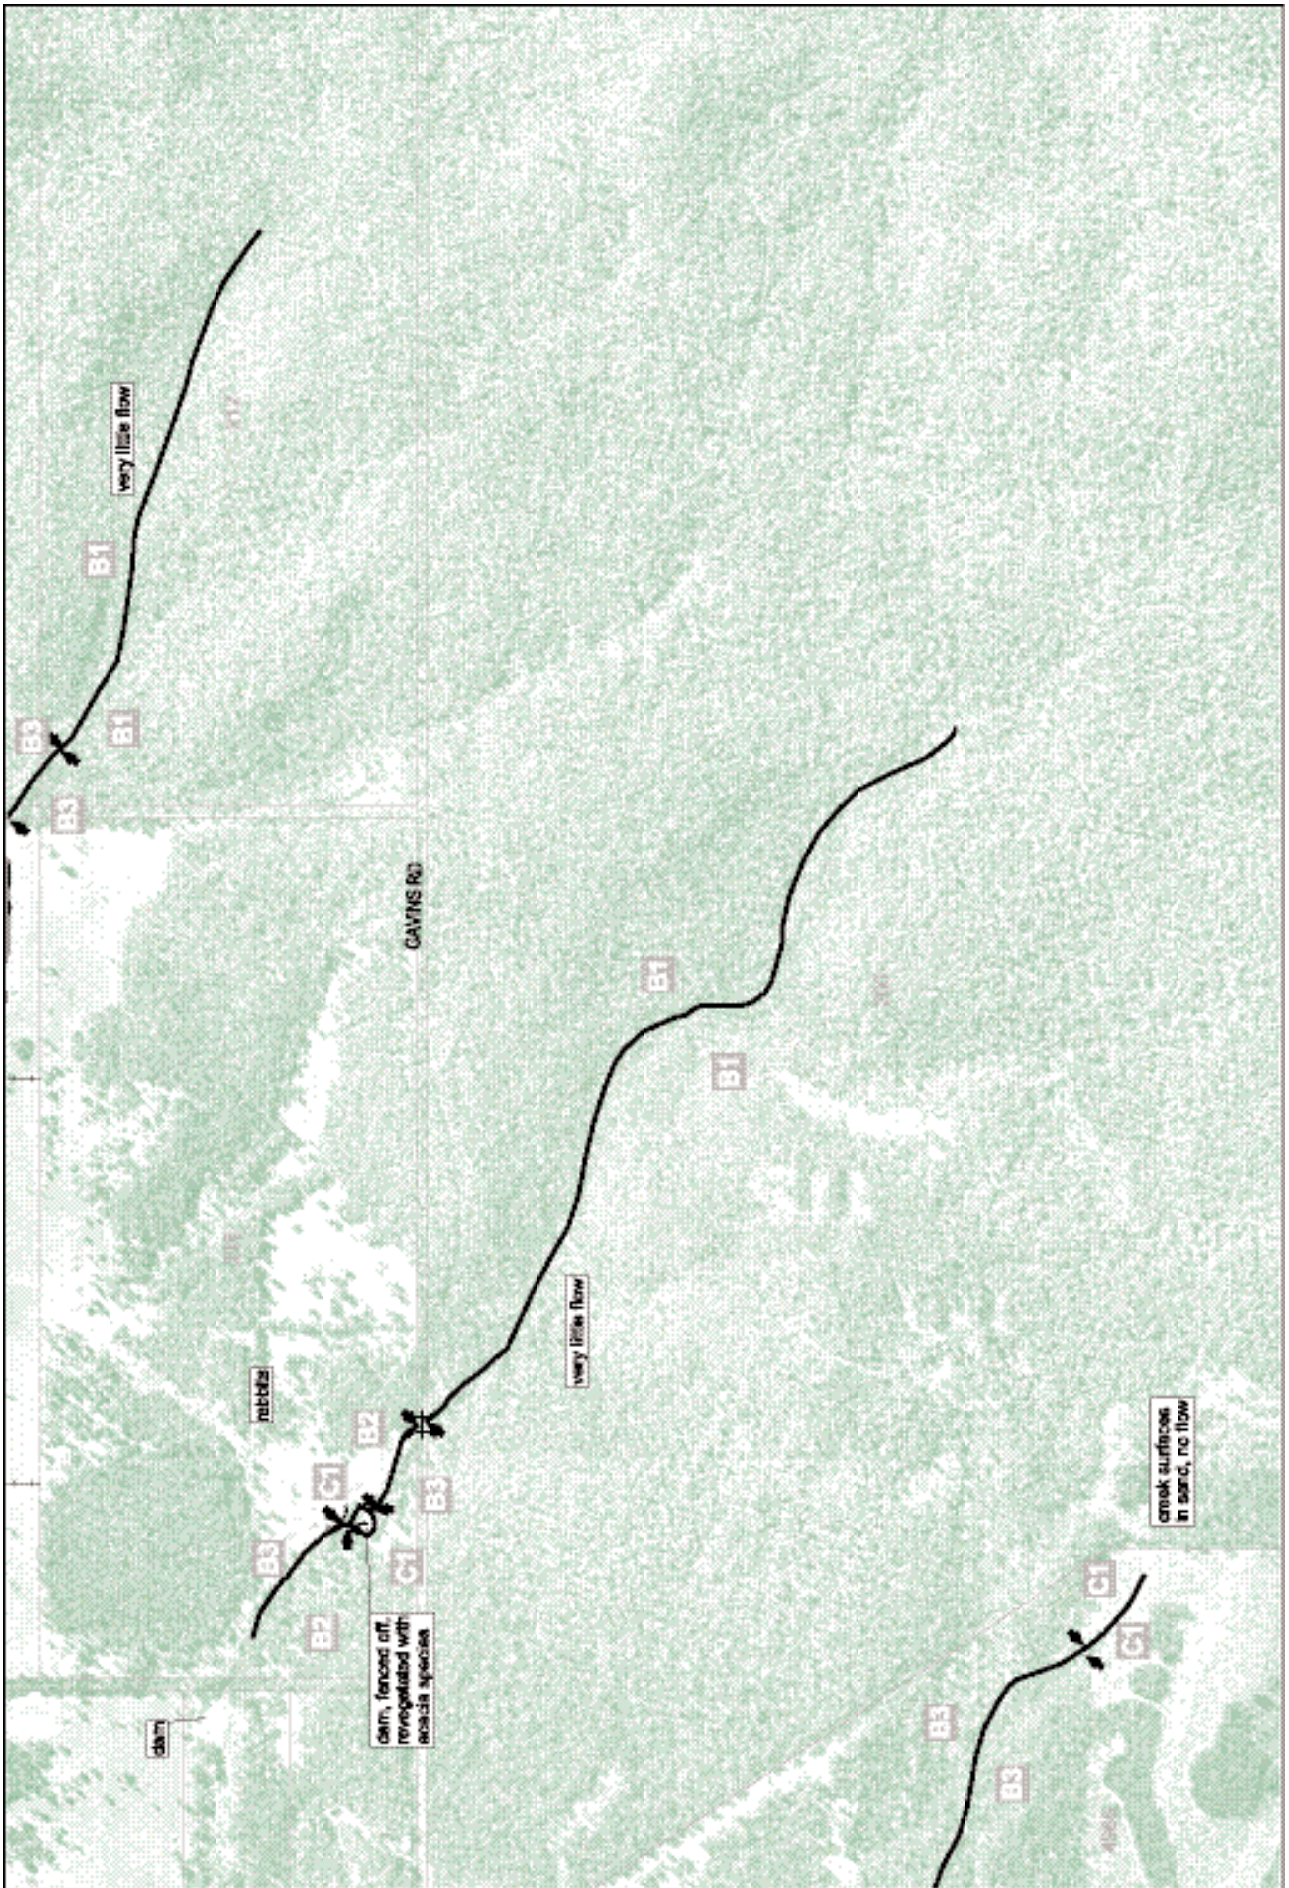 very little flow
B1
B3
B1
B3
GAVINS RD
B1
B1
very little flow
rabbits
B2
C1
B3
B3
C1
B2
dam, fenced off,
revegetated with
acacia species
dam
creek surfaces
in sand, no flow
C1
C1
B3
B3